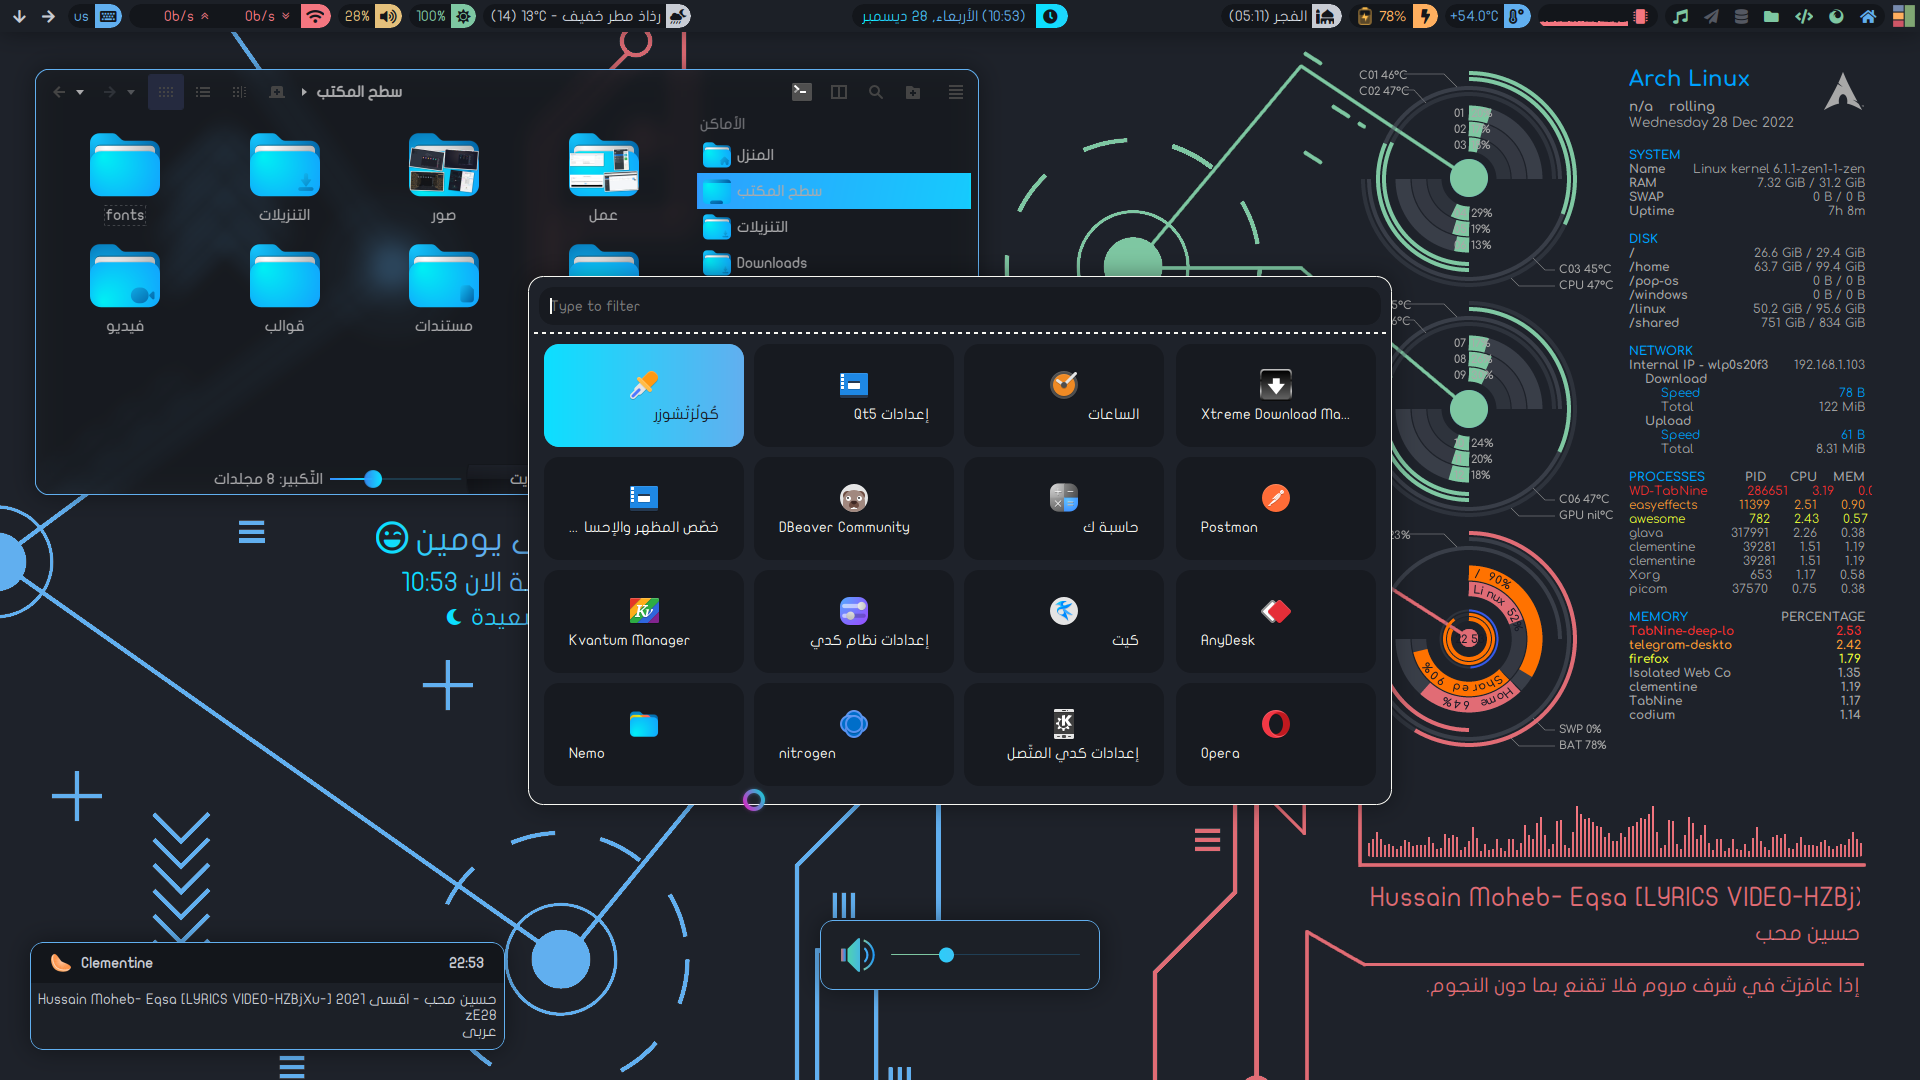 us
0b/s
0b/s
28%
100%
رذاذ مطر خفيف - 13°C (14)
(10:53) الأربعاء, 28 ديسمبر
الفجر (05:11)
78%
+54.0°C
سطح المكتب
fonts
التنزيلات
صور
عمل
فيديو
قوالب
مستندات
الأماكن
المنزل
سطح المكتب
التنزيلات
Downloads
التّكبير: 8 مجلدات
يومين
ة الان 10:53
Type to filter
كُولُرْتْشوزِر
إعدادات Qt5
الساعات
Xtreme Download Ma...
خصّص المظهر والإحسا ...
DBeaver Community
حاسبة ك
Postman
Kvantum Manager
إعدادات نظام كدي
كيت
AnyDesk
Nemo
nitrogen
إعدادات كدي المتّصل
Opera
C01 46°C
C02 47°C
01
02
03
29%
19%
13%
C03 45°C
CPU 47°C
07
08
09
24%
20%
18%
C06 47°C
GPU nil°C
/ 90%
Linux 52%
Shared 90%
Home 64%
SWP 0%
BAT 78%
Arch Linux
n/a rolling
Wednesday 28 Dec 2022
SYSTEM
Name Linux kernel 6.1.1-zen1-1-zen
RAM 7.32 GiB / 31.2 GiB
SWAP 0 B / 0 B
Uptime 7h 8m
DISK
/ 26.6 GiB / 29.4 GiB
/home 63.7 GiB / 99.4 GiB
/pop-os 0 B / 0 B
/windows 0 B / 0 B
/linux 50.2 GiB / 95.6 GiB
/shared 751 GiB / 834 GiB
NETWORK
Internal IP - wlp0s20f3 192.168.1.103
Download
Speed 78 B
Total 122 MiB
Upload
Speed 61 B
Total 8.31 MiB
PROCESSES PID CPU MEM
WD-TabNine 286651 3.19 0.0
easyeffects 11399 2.51 0.90
awesome 782 2.43 0.57
glava 317991 2.26 0.38
clementine 39281 1.51 1.19
clementine 39281 1.51 1.19
Xorg 653 1.17 0.58
picom 37570 0.75 0.38
MEMORY PERCENTAGE
TabNine-deep-lo 2.53
telegram-deskto 2.42
firefox 1.79
Isolated Web Co 1.35
clementine 1.19
TabNine 1.17
codium 1.14
Hussain Moheb- Eqsa [LYRICS VIDEO-HZBj
حسين محب
إذا غامَرْتَ في شرف مروم فلا تقنع بما دون النجوم.
Clementine 22:53
حسين محب - اقسى 2021 [Hussain Moheb- Eqsa [LYRICS VIDEO-HZBjXu-
zE28
عربى